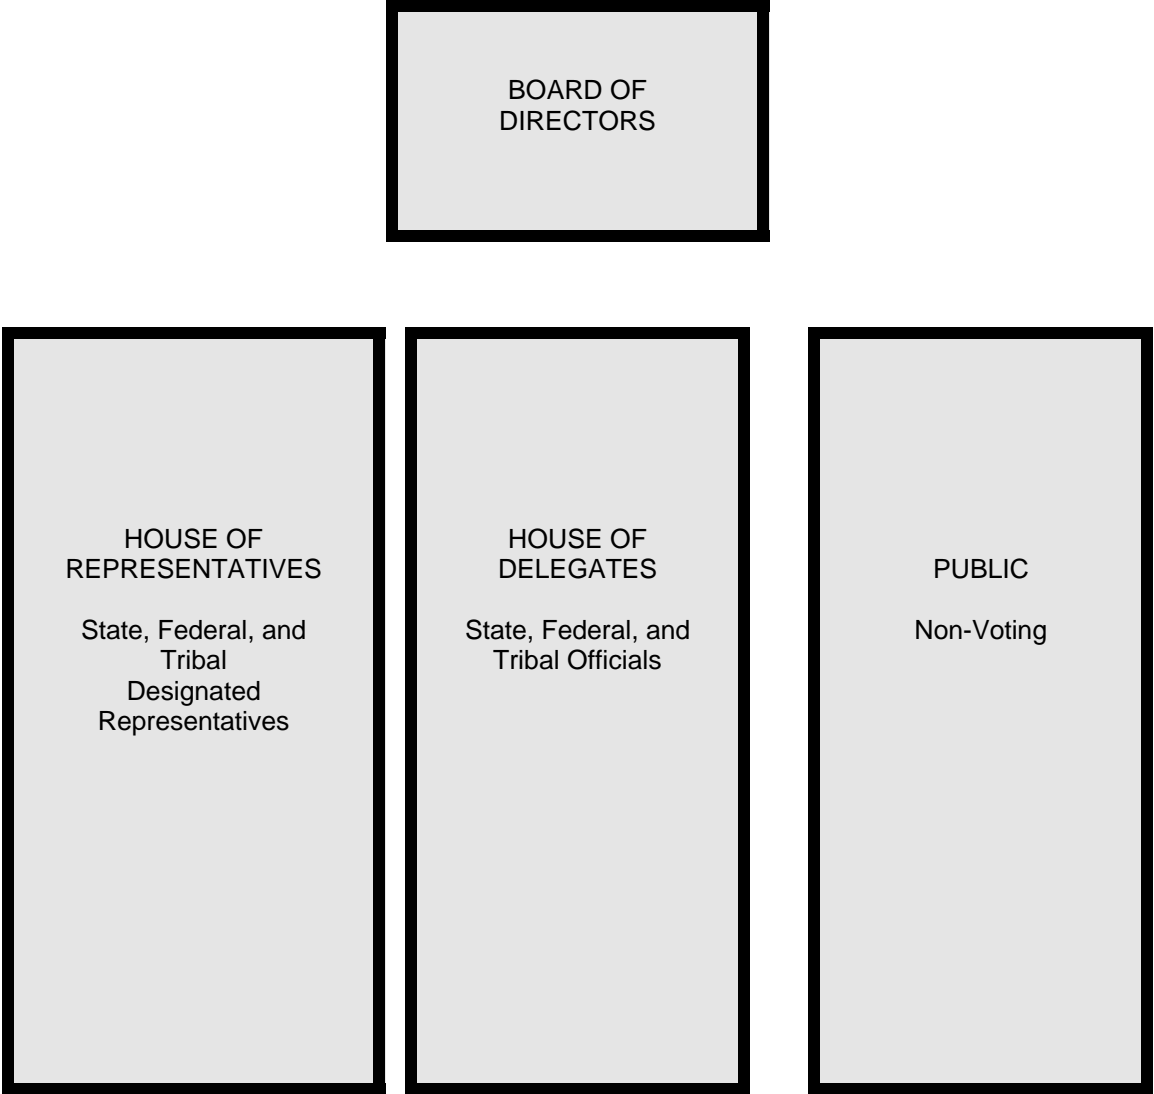 BOARD OF
DIRECTORS
HOUSE OF
REPRESENTATIVES
State, Federal, and
Tribal
Designated
Representatives
HOUSE OF
DELEGATES
State, Federal, and
Tribal Officials
PUBLIC
Non-Voting